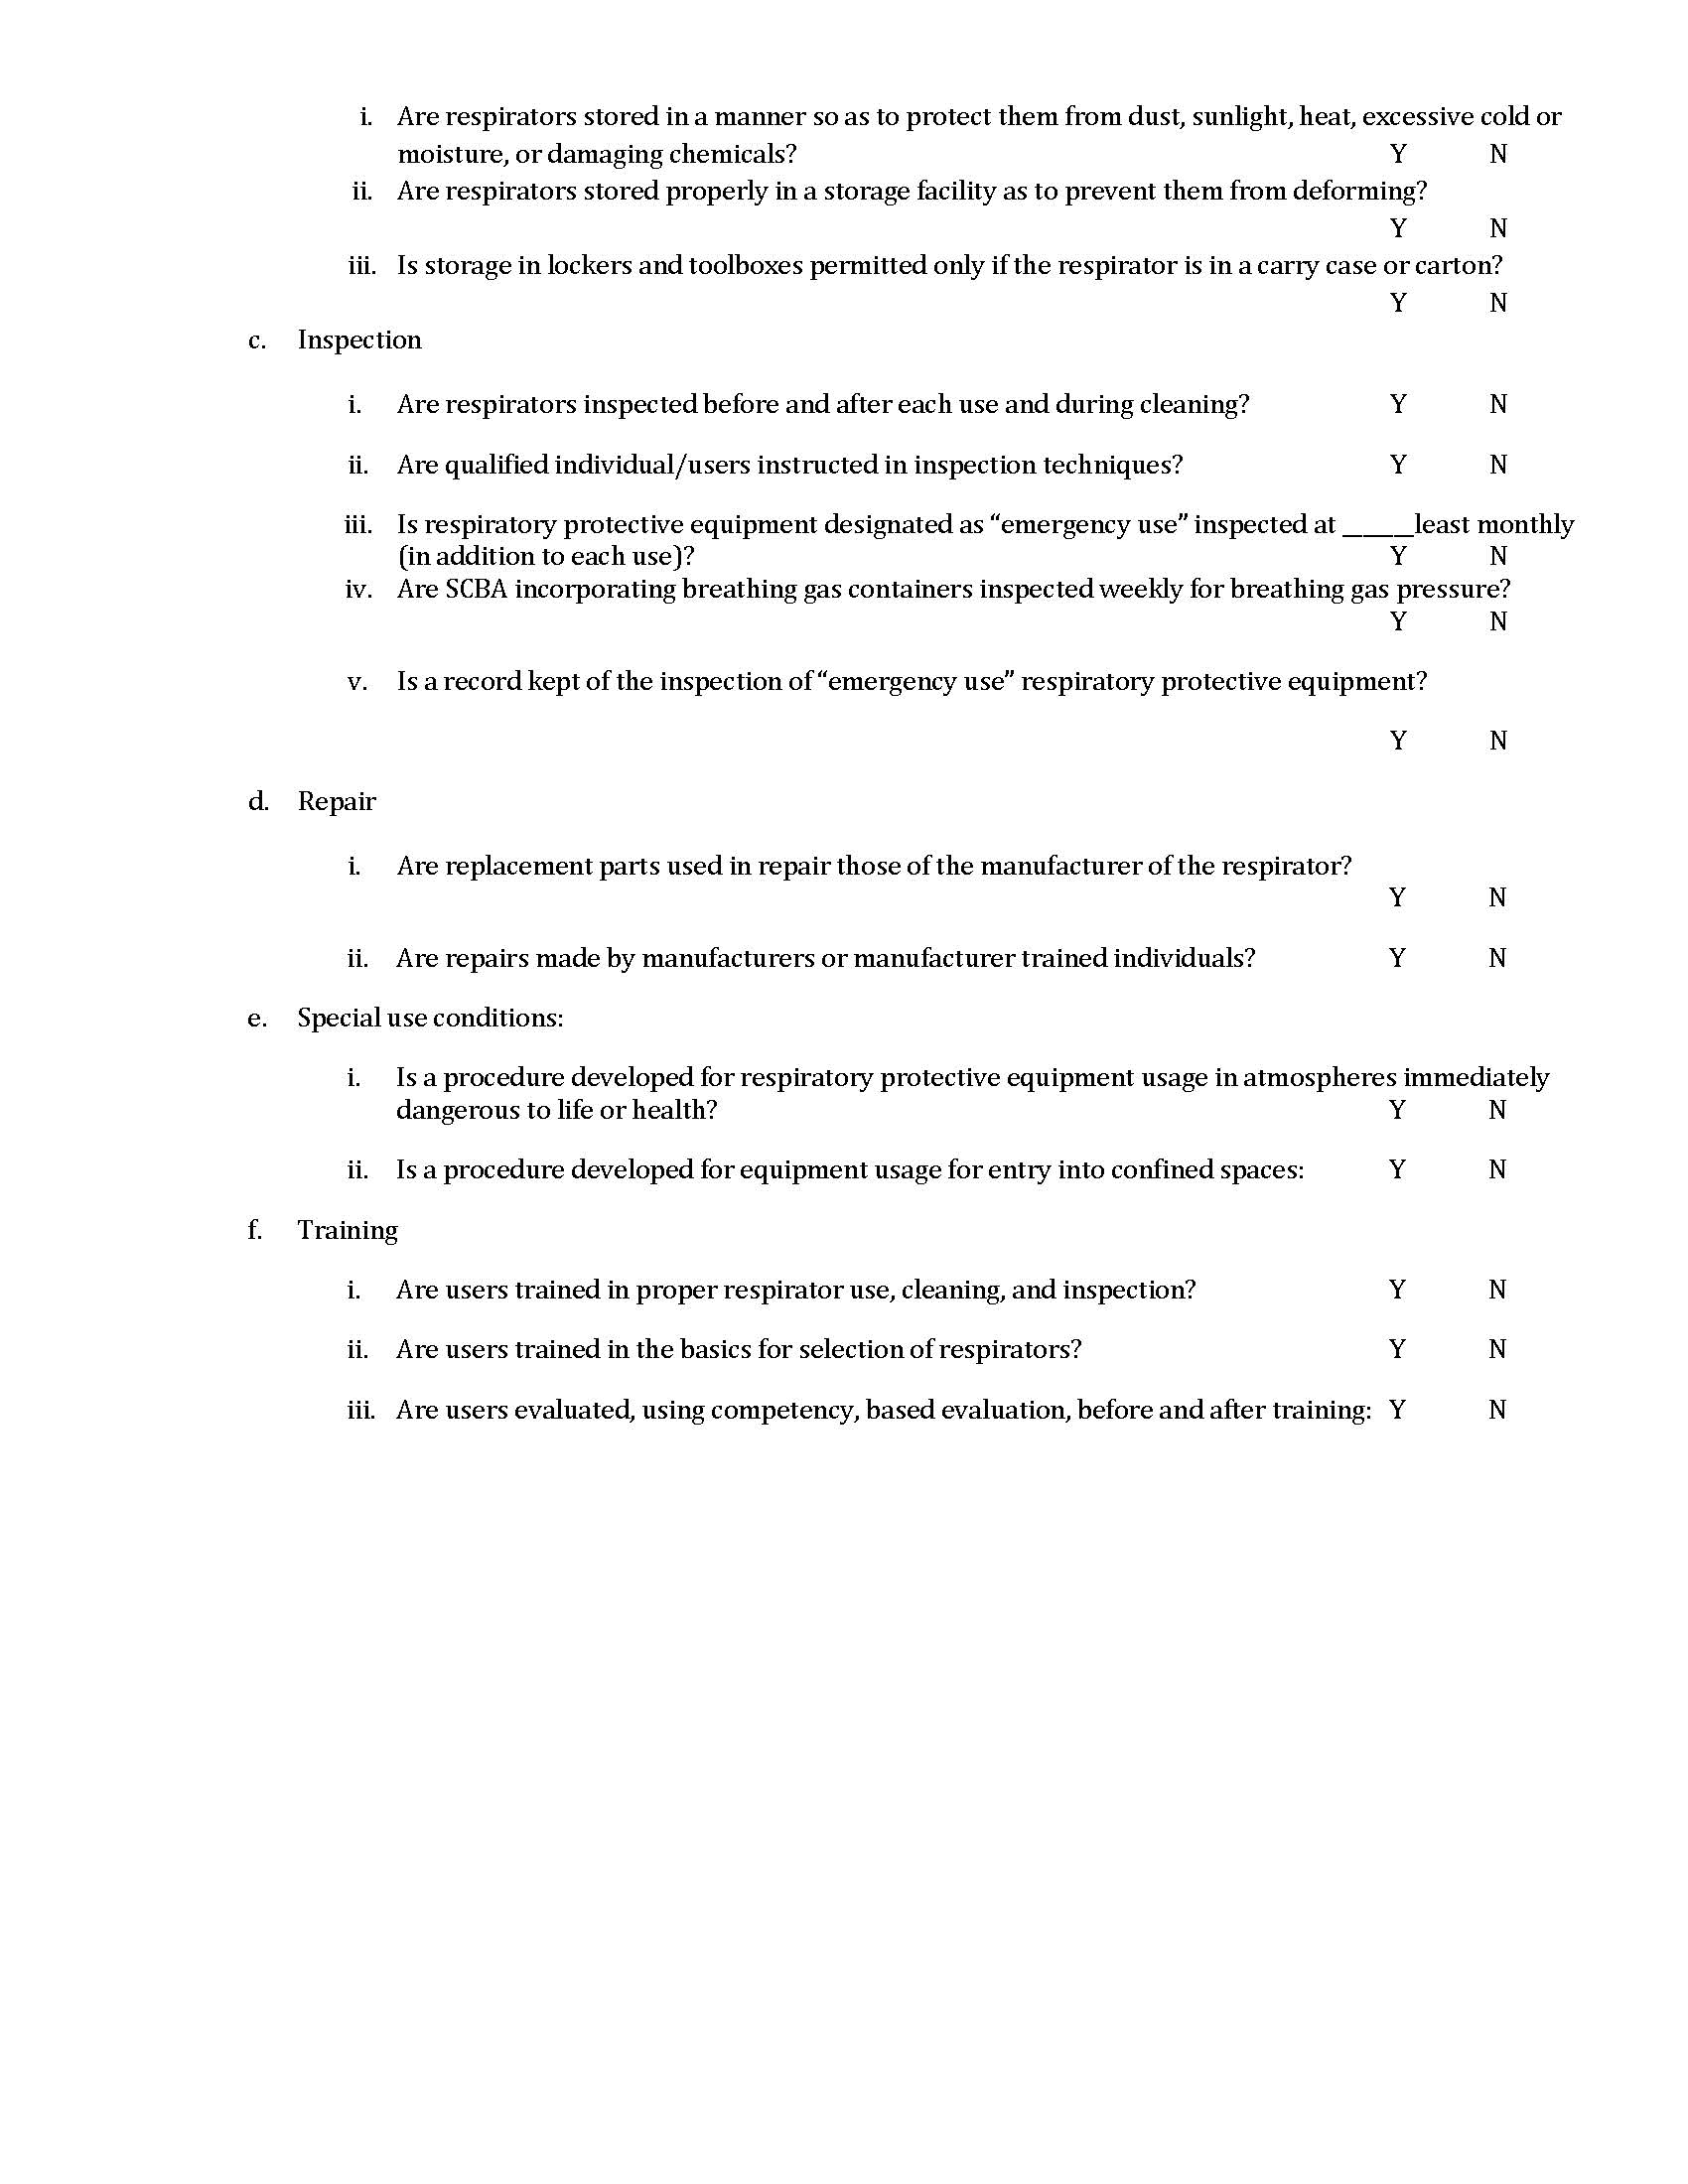 i. Are respirators stored in a manner so as to protect them from dust, sunlight, heat, excessive cold or
moisture, or damaging chemicals? Y N
ii. Are respirators stored properly in a storage facility as to prevent them from deforming?
Y N
iii. Is storage in lockers and toolboxes permitted only if the respirator is in a carry case or carton?
Y N
c. Inspection
i. Are respirators inspected before and after each use and during cleaning? Y N
ii. Are qualified individual/users instructed in inspection techniques? Y N
iii. Is respiratory protective equipment designated as “emergency use” inspected at ______least monthly
(in addition to each use)? Y N
iv. Are SCBA incorporating breathing gas containers inspected weekly for breathing gas pressure?
Y N
v. Is a record kept of the inspection of “emergency use” respiratory protective equipment?
Y N
d. Repair
i. Are replacement parts used in repair those of the manufacturer of the respirator?
Y N
ii. Are repairs made by manufacturers or manufacturer trained individuals? Y N
e. Special use conditions:
i. Is a procedure developed for respiratory protective equipment usage in atmospheres immediately
dangerous to life or health? Y N
ii. Is a procedure developed for equipment usage for entry into confined spaces: Y N
f. Training
i. Are users trained in proper respirator use, cleaning, and inspection? Y N
ii. Are users trained in the basics for selection of respirators? Y N
iii. Are users evaluated, using competency, based evaluation, before and after training: Y N